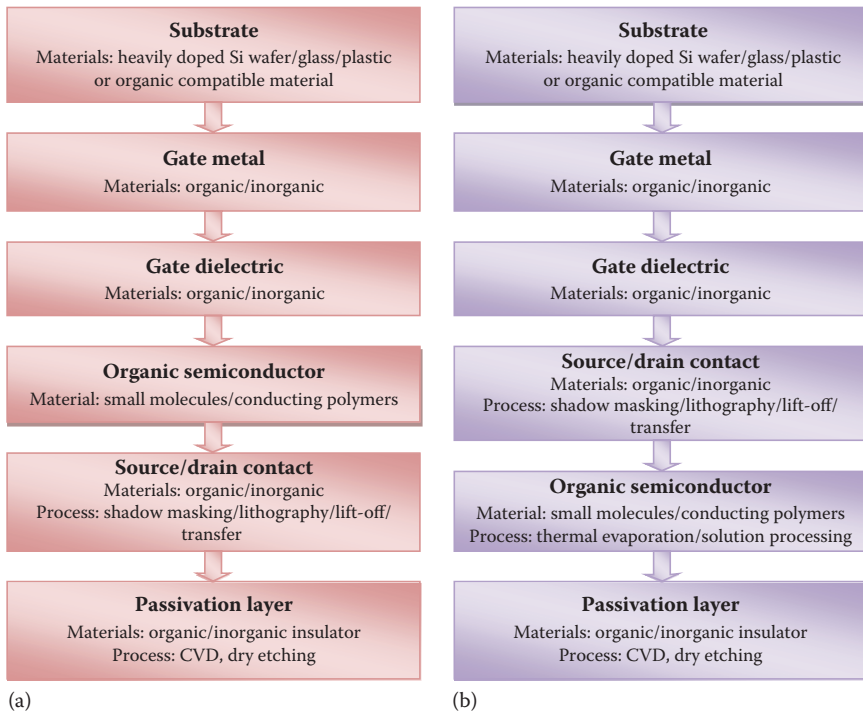 Substrate
Materials: heavily doped Si wafer/glass/plastic
or organic compatible material
Gate metal
Materials: organic/inorganic
Gate dielectric
Materials: organic/inorganic
Organic semiconductor
Material: small molecules/conducting polymers
Source/drain contact
Materials: organic/inorganic
Process: shadow masking/lithography/lift-off/
transfer
Passivation layer
Materials: organic/inorganic insulator
Process: CVD, dry etching
(a)
Substrate
Materials: heavily doped Si wafer/glass/plastic
or organic compatible material
Gate metal
Materials: organic/inorganic
Gate dielectric
Materials: organic/inorganic
Source/drain contact
Materials: organic/inorganic
Process: shadow masking/lithography/lift-off/
transfer
Organic semiconductor
Material: small molecules/conducting polymers
Process: thermal evaporation/solution processing
Passivation layer
Materials: organic/inorganic insulator
Process: CVD, dry etching
(b)